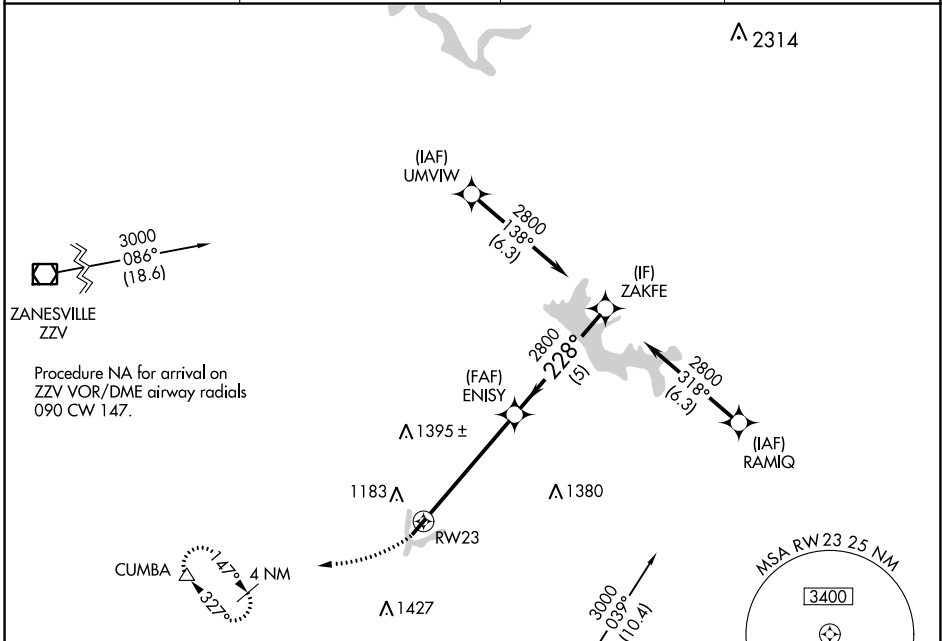 2314
(IAF)
UMVIW
2800
138°
(6.3)
3000
086°
(18.6)
(IF)
ZAKFE
ZANESVILLE
ZZV
2800
228°
(5)
2800
318°
(6.3)
Procedure NA for arrival on
ZZV VOR/DME airway radials
090 CW 147.
(FAF)
ENISY
1395 ±
(IAF)
RAMIQ
1183
1380
RW23
CUMBA
147°
4 NM
327°
MSA RW23 25 NM
3400
1427
3000
039°
(10.4)